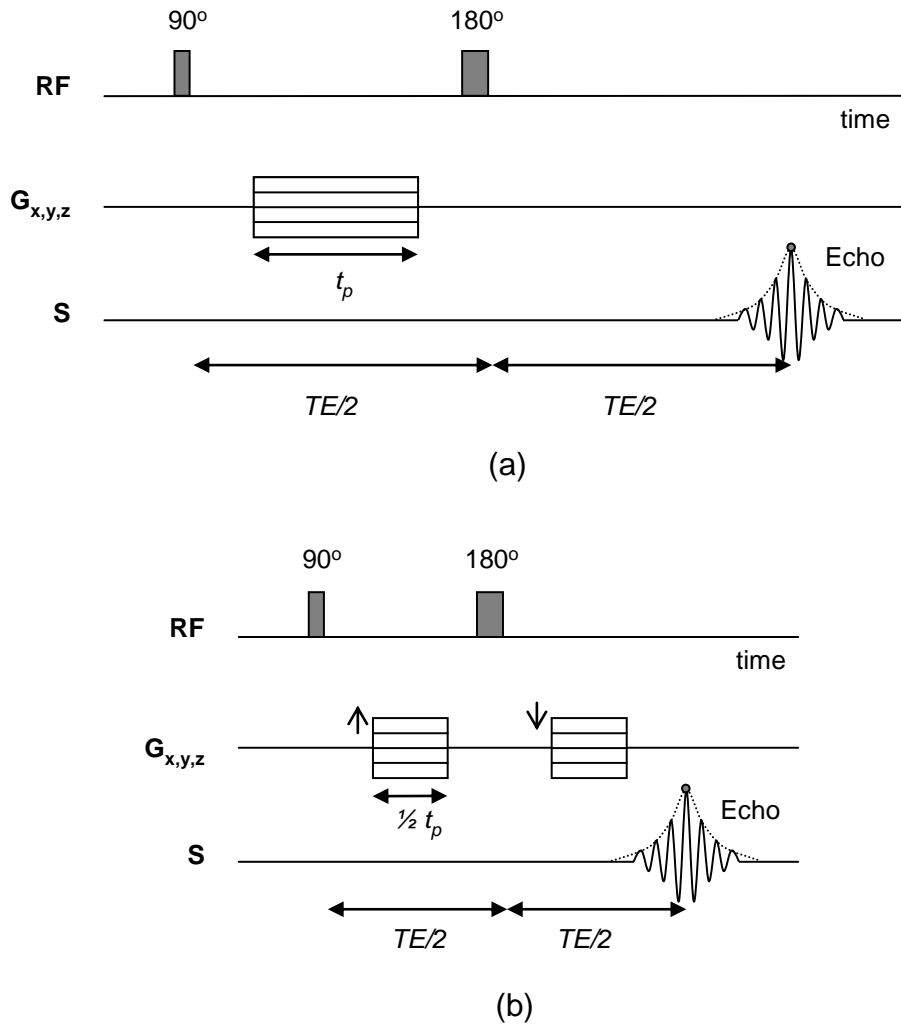 90º 180º
RF
time
Gx,y,z
Echo
tp
S
TE/2 TE/2
(a)
90º 180º
RF
time
Gx,y,z
½ tp Echo
S
TE/2 TE/2
(b)